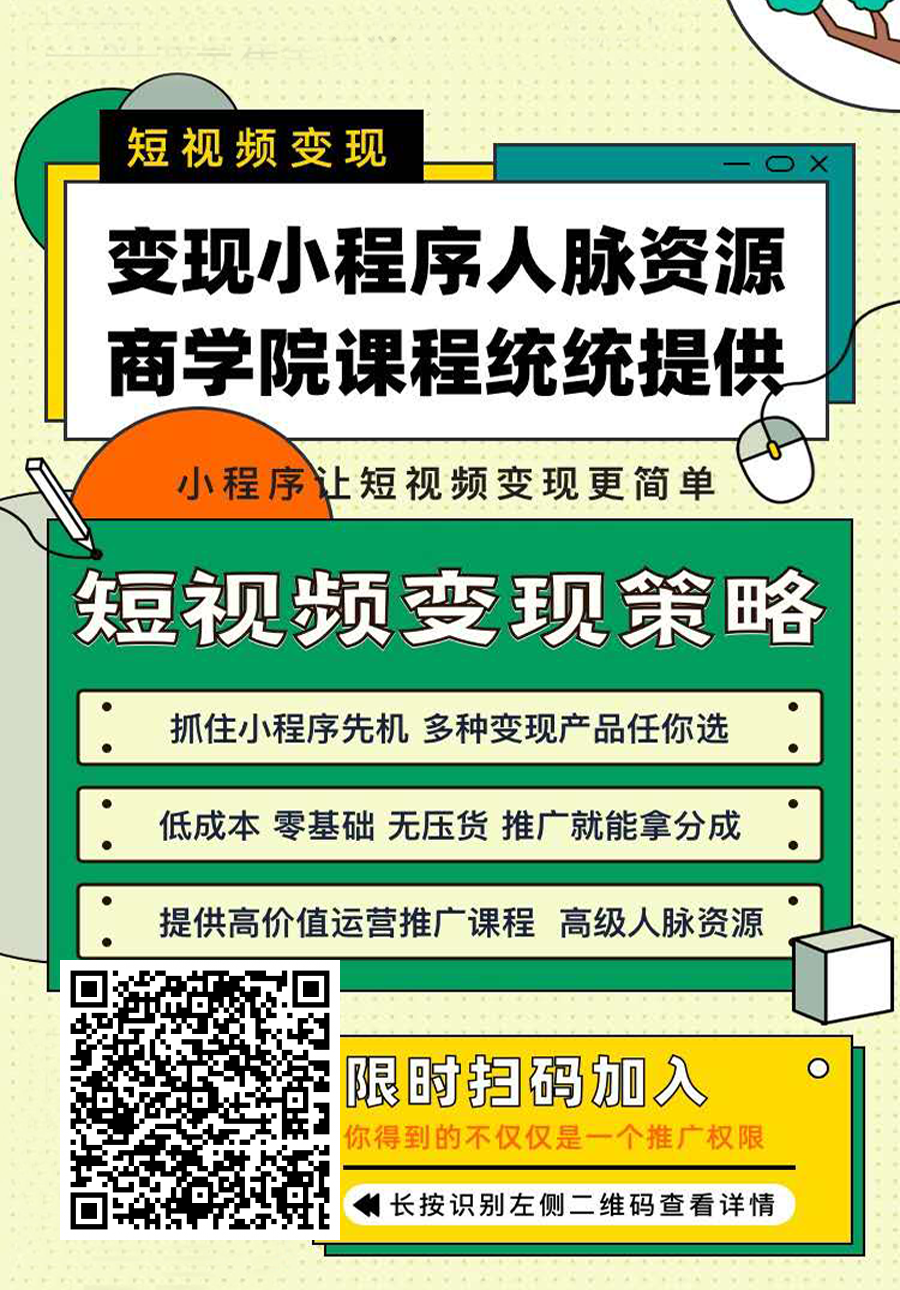 短视频变现
变现小程序人脉资源
商学院课程统统提供
小程序让短视频变现更简单
短视频变现策略
抓住小程序先机 多种变现产品任你选
低成本 零基础 无压货 推广就能拿分成
提供高价值运营推广课程 高级人脉资源
限时扫码加入
你得到的不仅仅是一个推广权限
长按识别左侧二维码查看详情